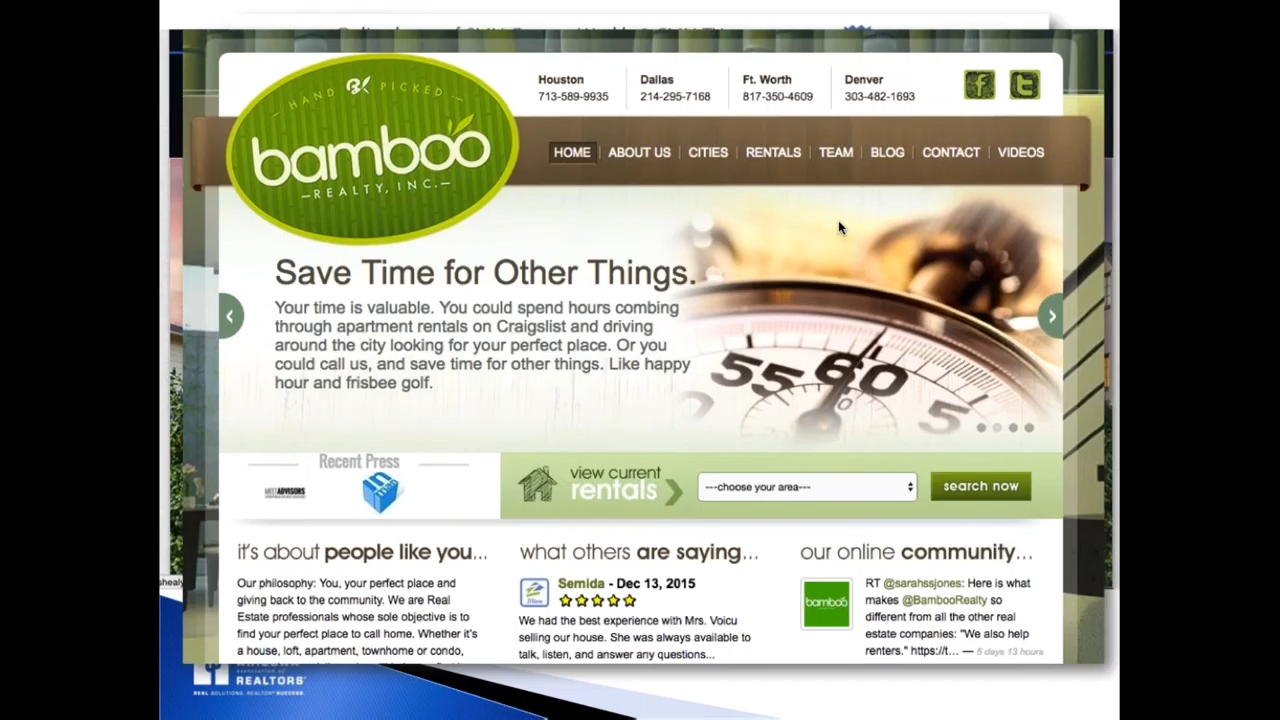 HAND PICKED
bamboo
REALTY, INC.
Houston
713-589-9935
Dallas
214-295-7168
Ft. Worth
817-350-4609
Denver
303-482-1693
HOME
ABOUT US
CITIES
RENTALS
TEAM
BLOG
CONTACT
VIDEOS
Save Time for Other Things.
Your time is valuable. You could spend hours combing
through apartment rentals on Craigslist and driving
around the city looking for your perfect place. Or you
could call us, and save time for other things. Like happy
hour and frisbee golf.
55 60 5
Recent Press
MEETADVISORS
view current
rentals
---choose your area---
search now
it's about people like you...
Our philosophy: You, your perfect place and
giving back to the community. We are Real
Estate professionals whose sole objective is to
find your perfect place to call home. Whether it's
a house, loft, apartment, townhome or condo,
what others are saying...
Semida - Dec 13, 2015
We had the best experience with Mrs. Voicu
selling our house. She was always available to
talk, listen, and answer any questions...
our online community...
bamboo
RT @sarahssjones: Here is what
makes @BambooRealty so
different from all the other real
estate companies: "We also help
renters." https://t... — 5 days 13 hours
shealy
REALTORS
REAL SOLUTIONS. REALTOR SUCCESS.